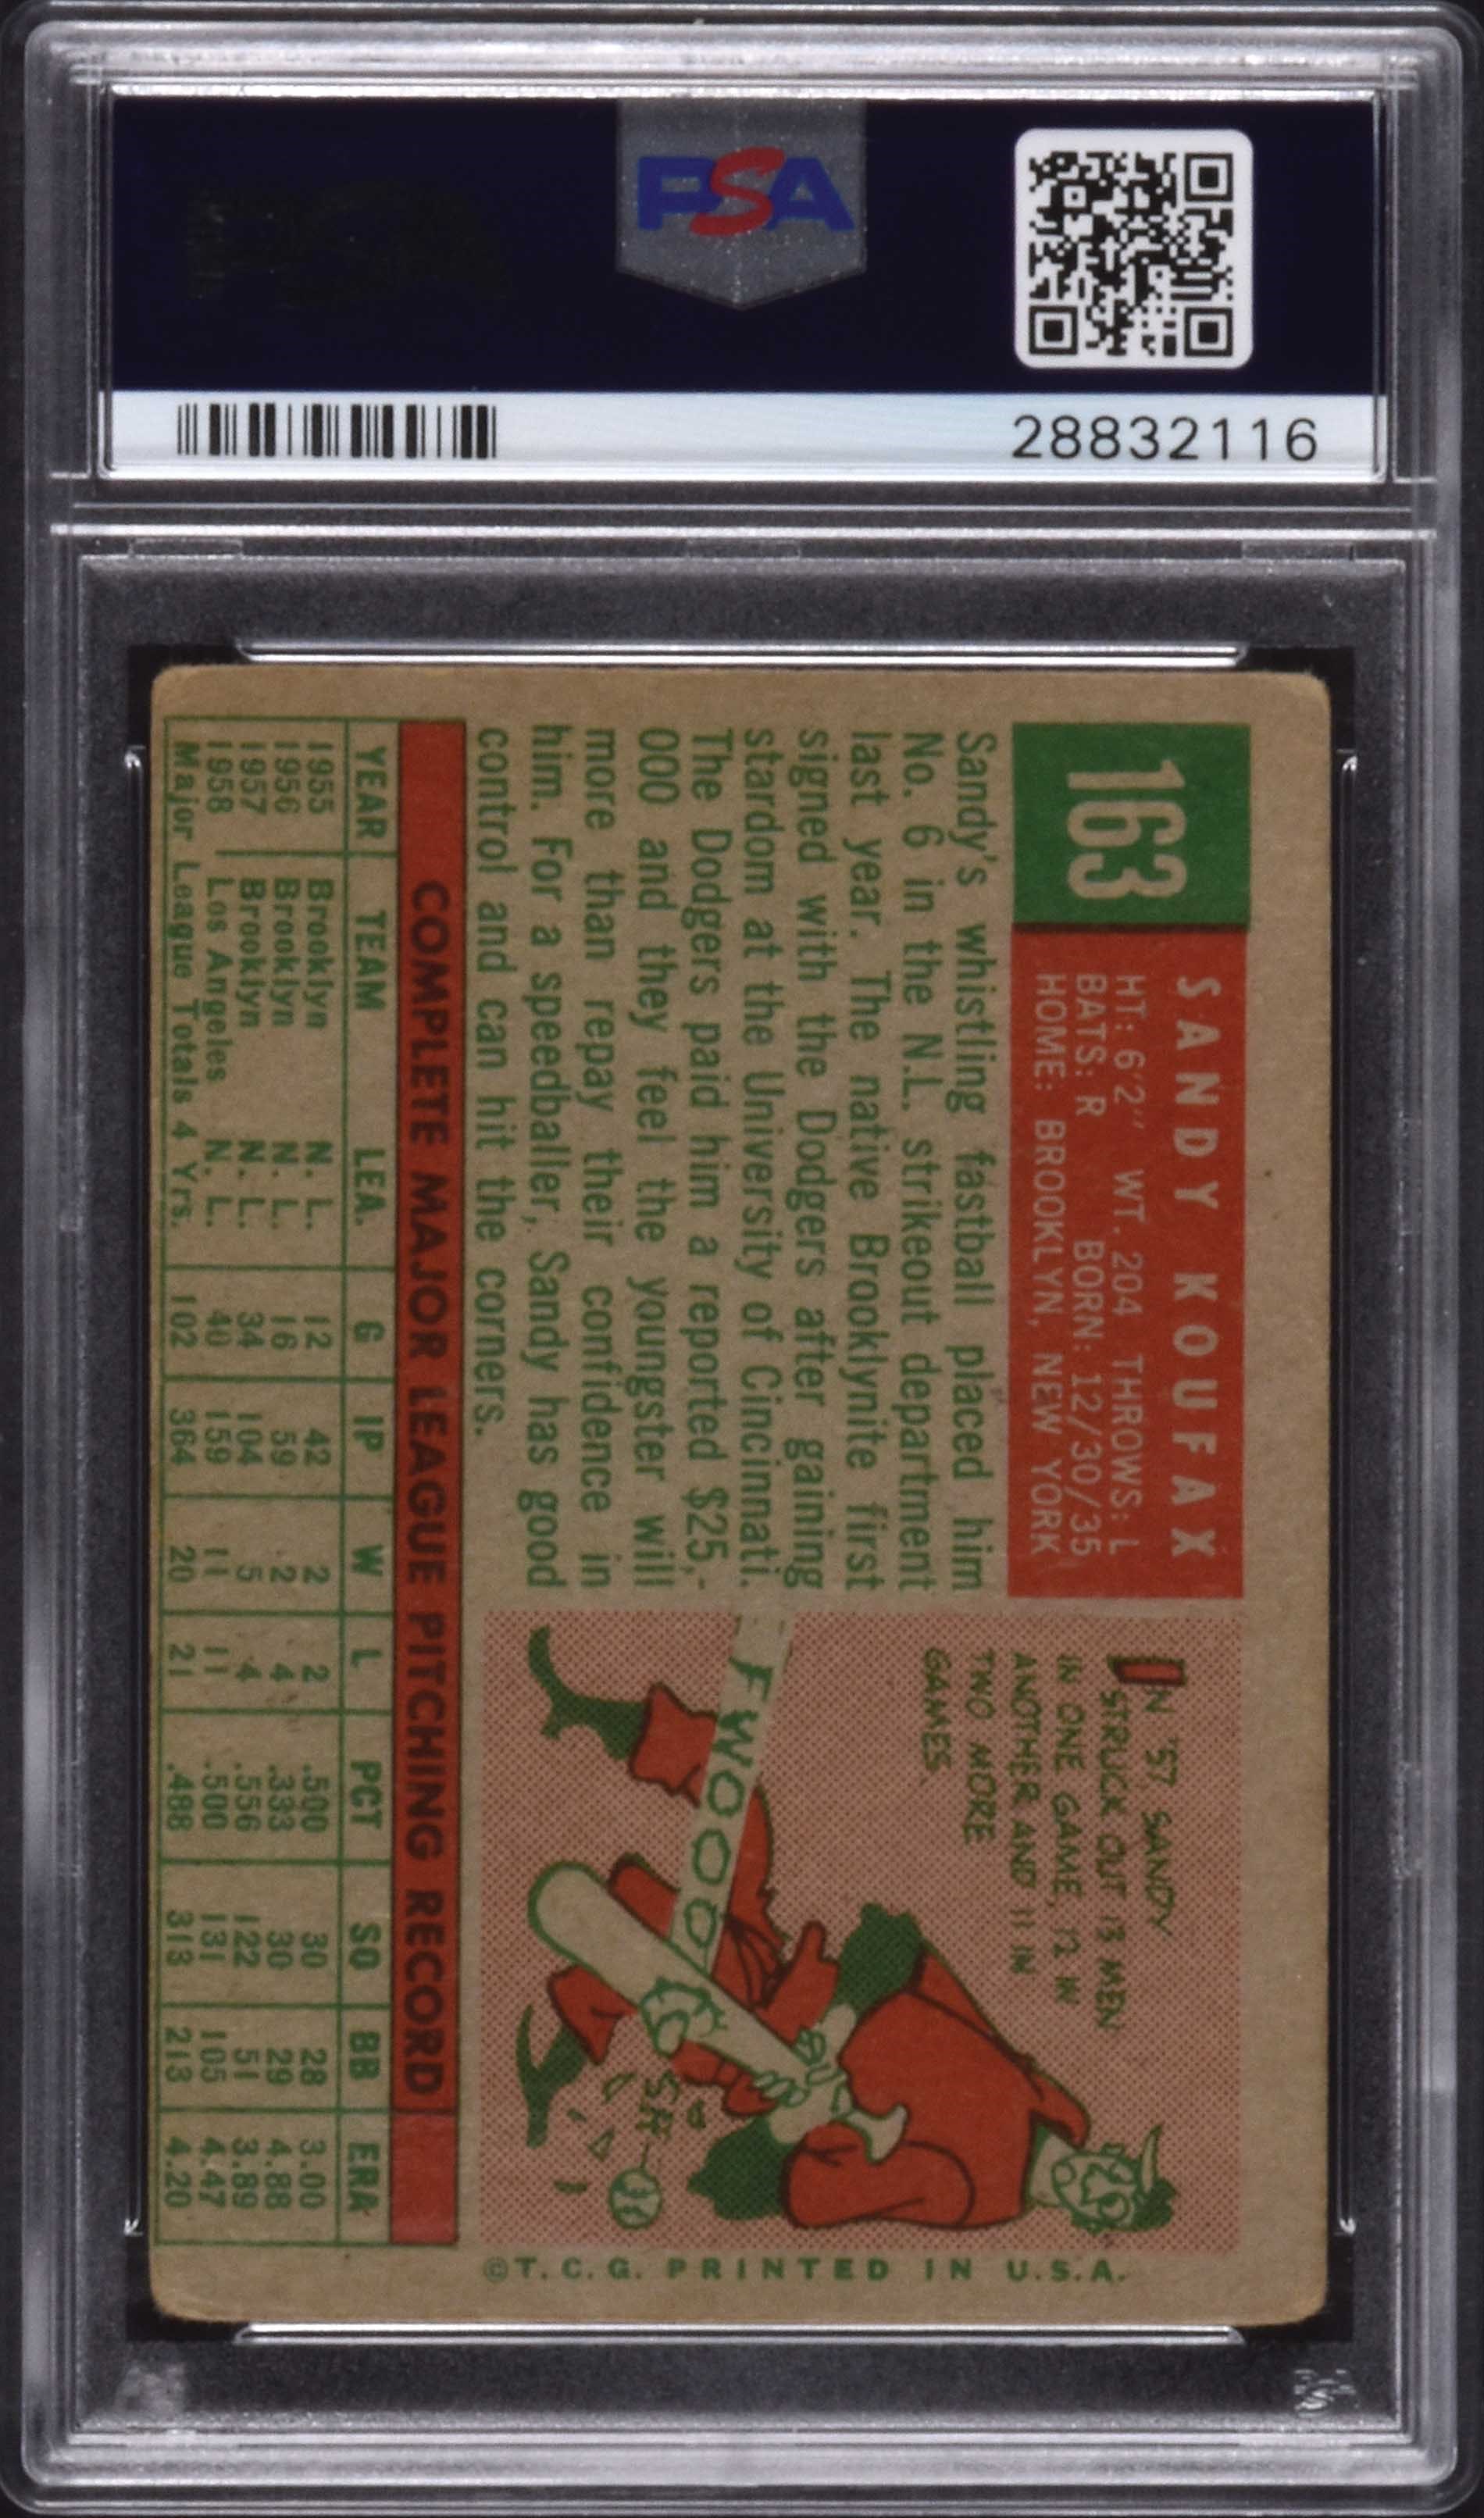 PSA
28832116
163
SANDY KOUFAX
HT: 6'2" WT. 204 THROWS: L
BATS: R BORN: 12/30/35
HOME: BROOKLYN, NEW YORK
Sandy's whistling fastball placed him
No. 6 in the N.L. strikeout department
last year. The native Brooklynite first
signed with the Dodgers after gaining
stardom at the University of Cincinnati.
The Dodgers paid him a reported $25,-
000 and they feel the youngster will
more than repay their confidence in
him. For a speedballer, Sandy has good
control and can hit the corners.
IN '57 SANDY
STRUCK OUT 13 MEN
IN ONE GAME, 12 IN
ANOTHER AND 11 IN
TWO MORE
GAMES.
FWOOOO
COMPLETE MAJOR LEAGUE PITCHING RECORD
YEAR TEAM LEA. G IP W L PCT SO BB ERA
1955 Brooklyn N. L. 12 42 2 2 .500 30 28 3.00
1956 Brooklyn N. L. 16 59 2 4 .333 30 29 4.88
1957 Brooklyn N. L. 34 104 5 4 .556 122 51 3.89
1958 Los Angeles N. L. 40 159 11 11 .500 131 105 4.47
Major League Totals 4 Yrs. 102 364 20 21 .488 313 213 4.20
©T.C.G. PRINTED IN U.S.A.